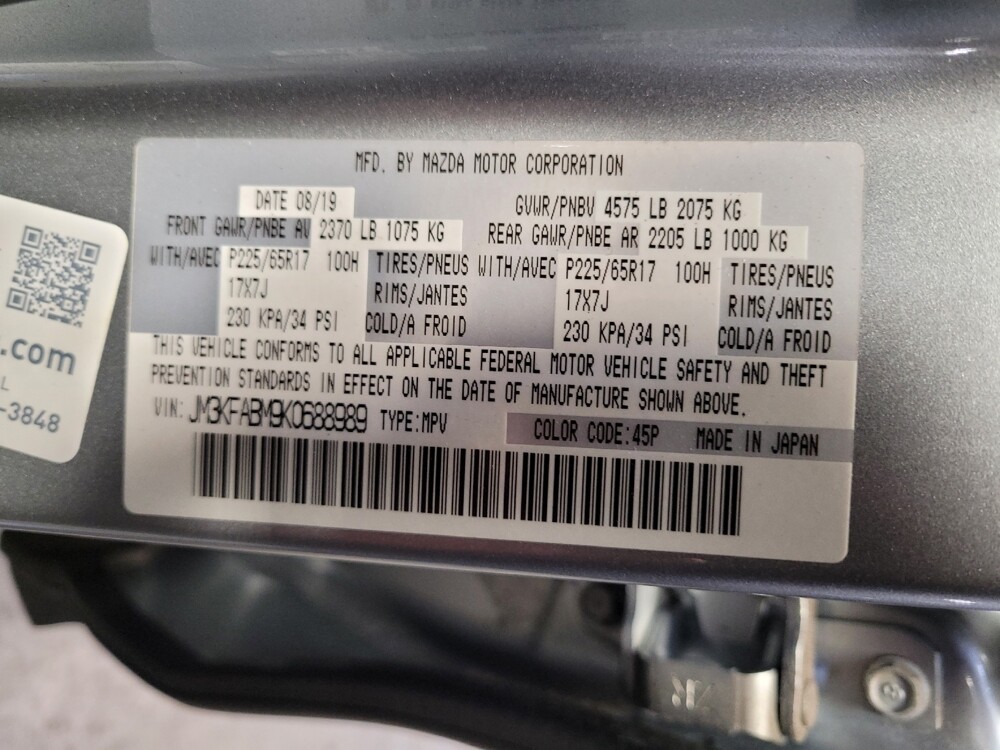 MFD. BY MAZDA MOTOR CORPORATION
DATE 08/19 GVWR/PNBV 4575 LB 2075 KG
FRONT GAWR/PNBE AV 2370 LB 1075 KG REAR GAWR/PNBE AR 2205 LB 1000 KG
WITH/AVEC P225/65R17 100H TIRES/PNEUS WITH/AVEC P225/65R17 100H TIRES/PNEUS
17X7J RIMS/JANTES 17X7J RIMS/JANTES
230 KPA/34 PSI COLD/A FROID 230 KPA/34 PSI COLD/A FROID
THIS VEHICLE CONFORMS TO ALL APPLICABLE FEDERAL MOTOR VEHICLE SAFETY AND THEFT
PREVENTION STANDARDS IN EFFECT ON THE DATE OF MANUFACTURE SHOWN ABOVE.
VIN: JM3KFABM9K0688989 TYPE:MPV COLOR CODE:45P MADE IN JAPAN
.com
L
-3848